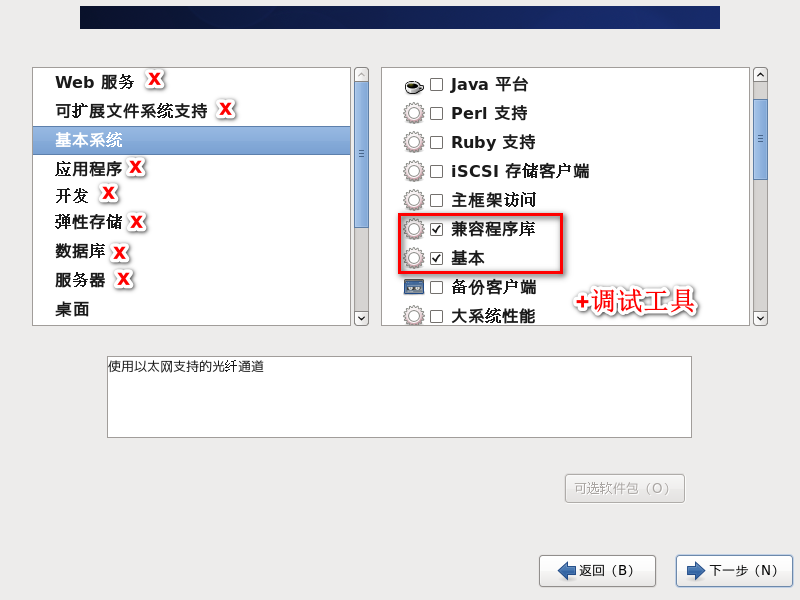 Web 服务 X
可扩展文件系统支持 X
基本系统
应用程序 X
开发 X
弹性存储 X
数据库 X
服务器 X
桌面
Java 平台
Perl 支持
Ruby 支持
iSCSI 存储客户端
主框架访问
兼容程序库
基本
备份客户端
大系统性能
+调试工具
使用以太网支持的光纤通道
可选软件包（O）
返回（B）
下一步（N）